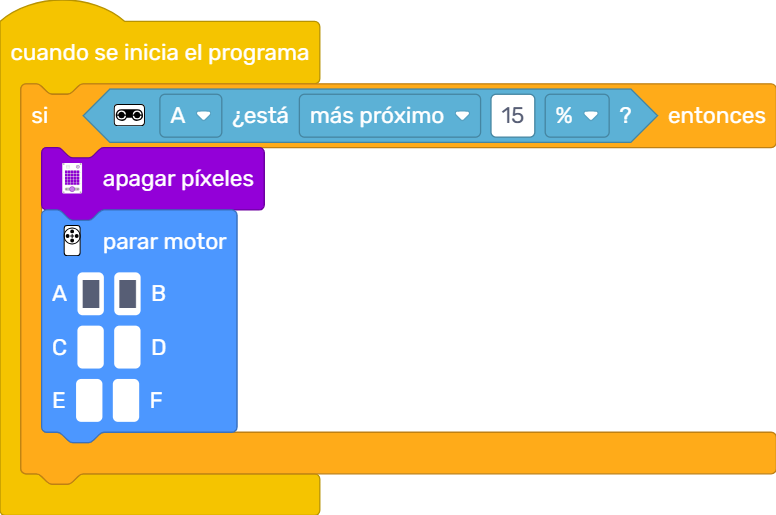 cuando se inicia el programa
si A ¿está más próximo 15 % ? entonces
apagar píxeles
parar motor
A B
C D
E F